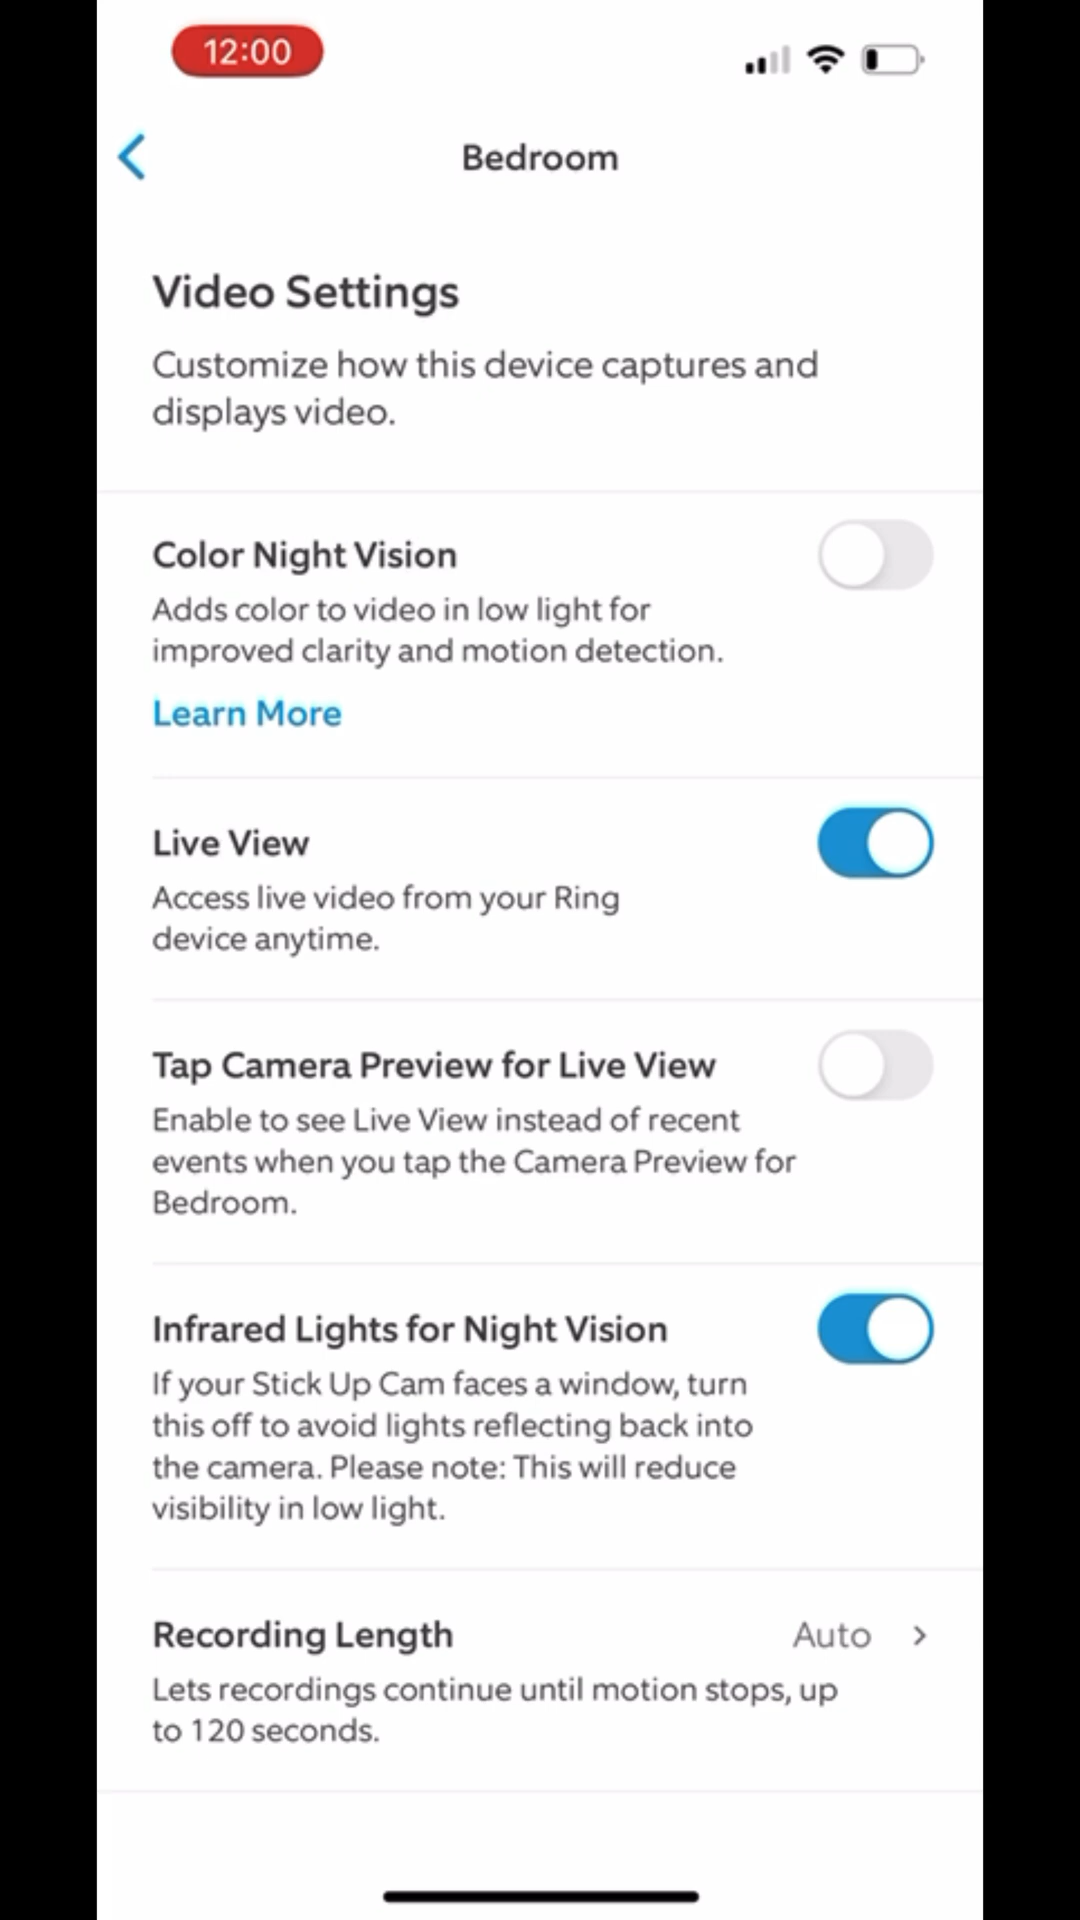 12:00
Bedroom
Video Settings
Customize how this device captures and
displays video.
Color Night Vision
Adds color to video in low light for
improved clarity and motion detection.
Learn More
Live View
Access live video from your Ring
device anytime.
Tap Camera Preview for Live View
Enable to see Live View instead of recent
events when you tap the Camera Preview for
Bedroom.
Infrared Lights for Night Vision
If your Stick Up Cam faces a window, turn
this off to avoid lights reflecting back into
the camera. Please note: This will reduce
visibility in low light.
Recording Length Auto
Lets recordings continue until motion stops, up
to 120 seconds.